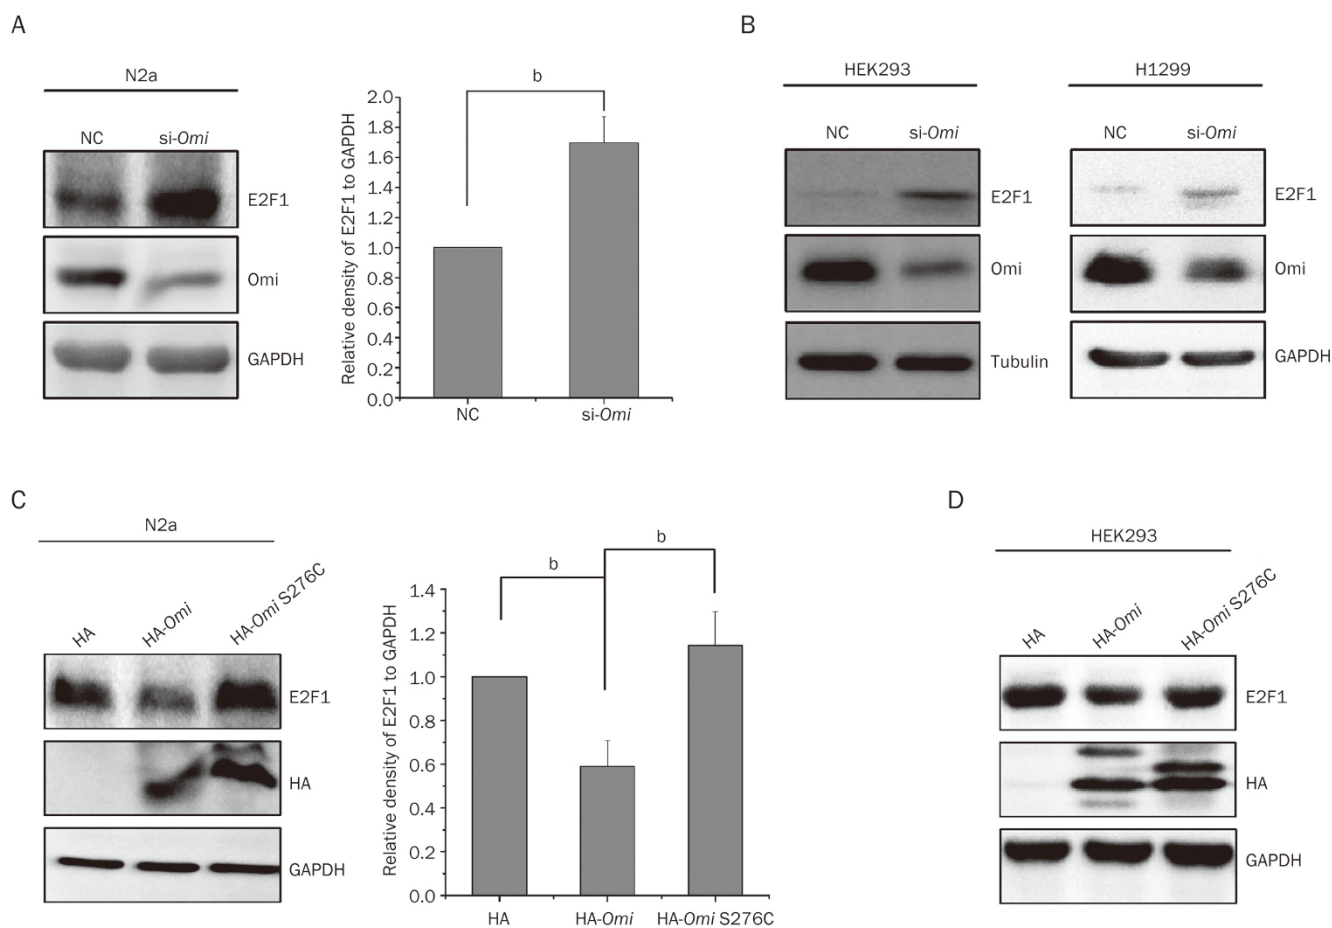 A
N2a
NC si-Omi
E2F1
Omi
GAPDH
b
Relative density of E2F1 to GAPDH
2.0
1.8
1.6
1.4
1.2
1.0
0.8
0.6
0.4
0.2
0.0
NC si-Omi
B
HEK293
NC si-Omi
E2F1
Omi
Tubulin
H1299
NC si-Omi
E2F1
Omi
GAPDH
C
N2a
HA HA-Omi HA-Omi S276C
E2F1
HA
GAPDH
b
b
Relative density of E2F1 to GAPDH
1.4
1.2
1.0
0.8
0.6
0.4
0.2
0.0
HA HA-Omi HA-Omi S276C
D
HEK293
HA HA-Omi HA-Omi S276C
E2F1
HA
GAPDH